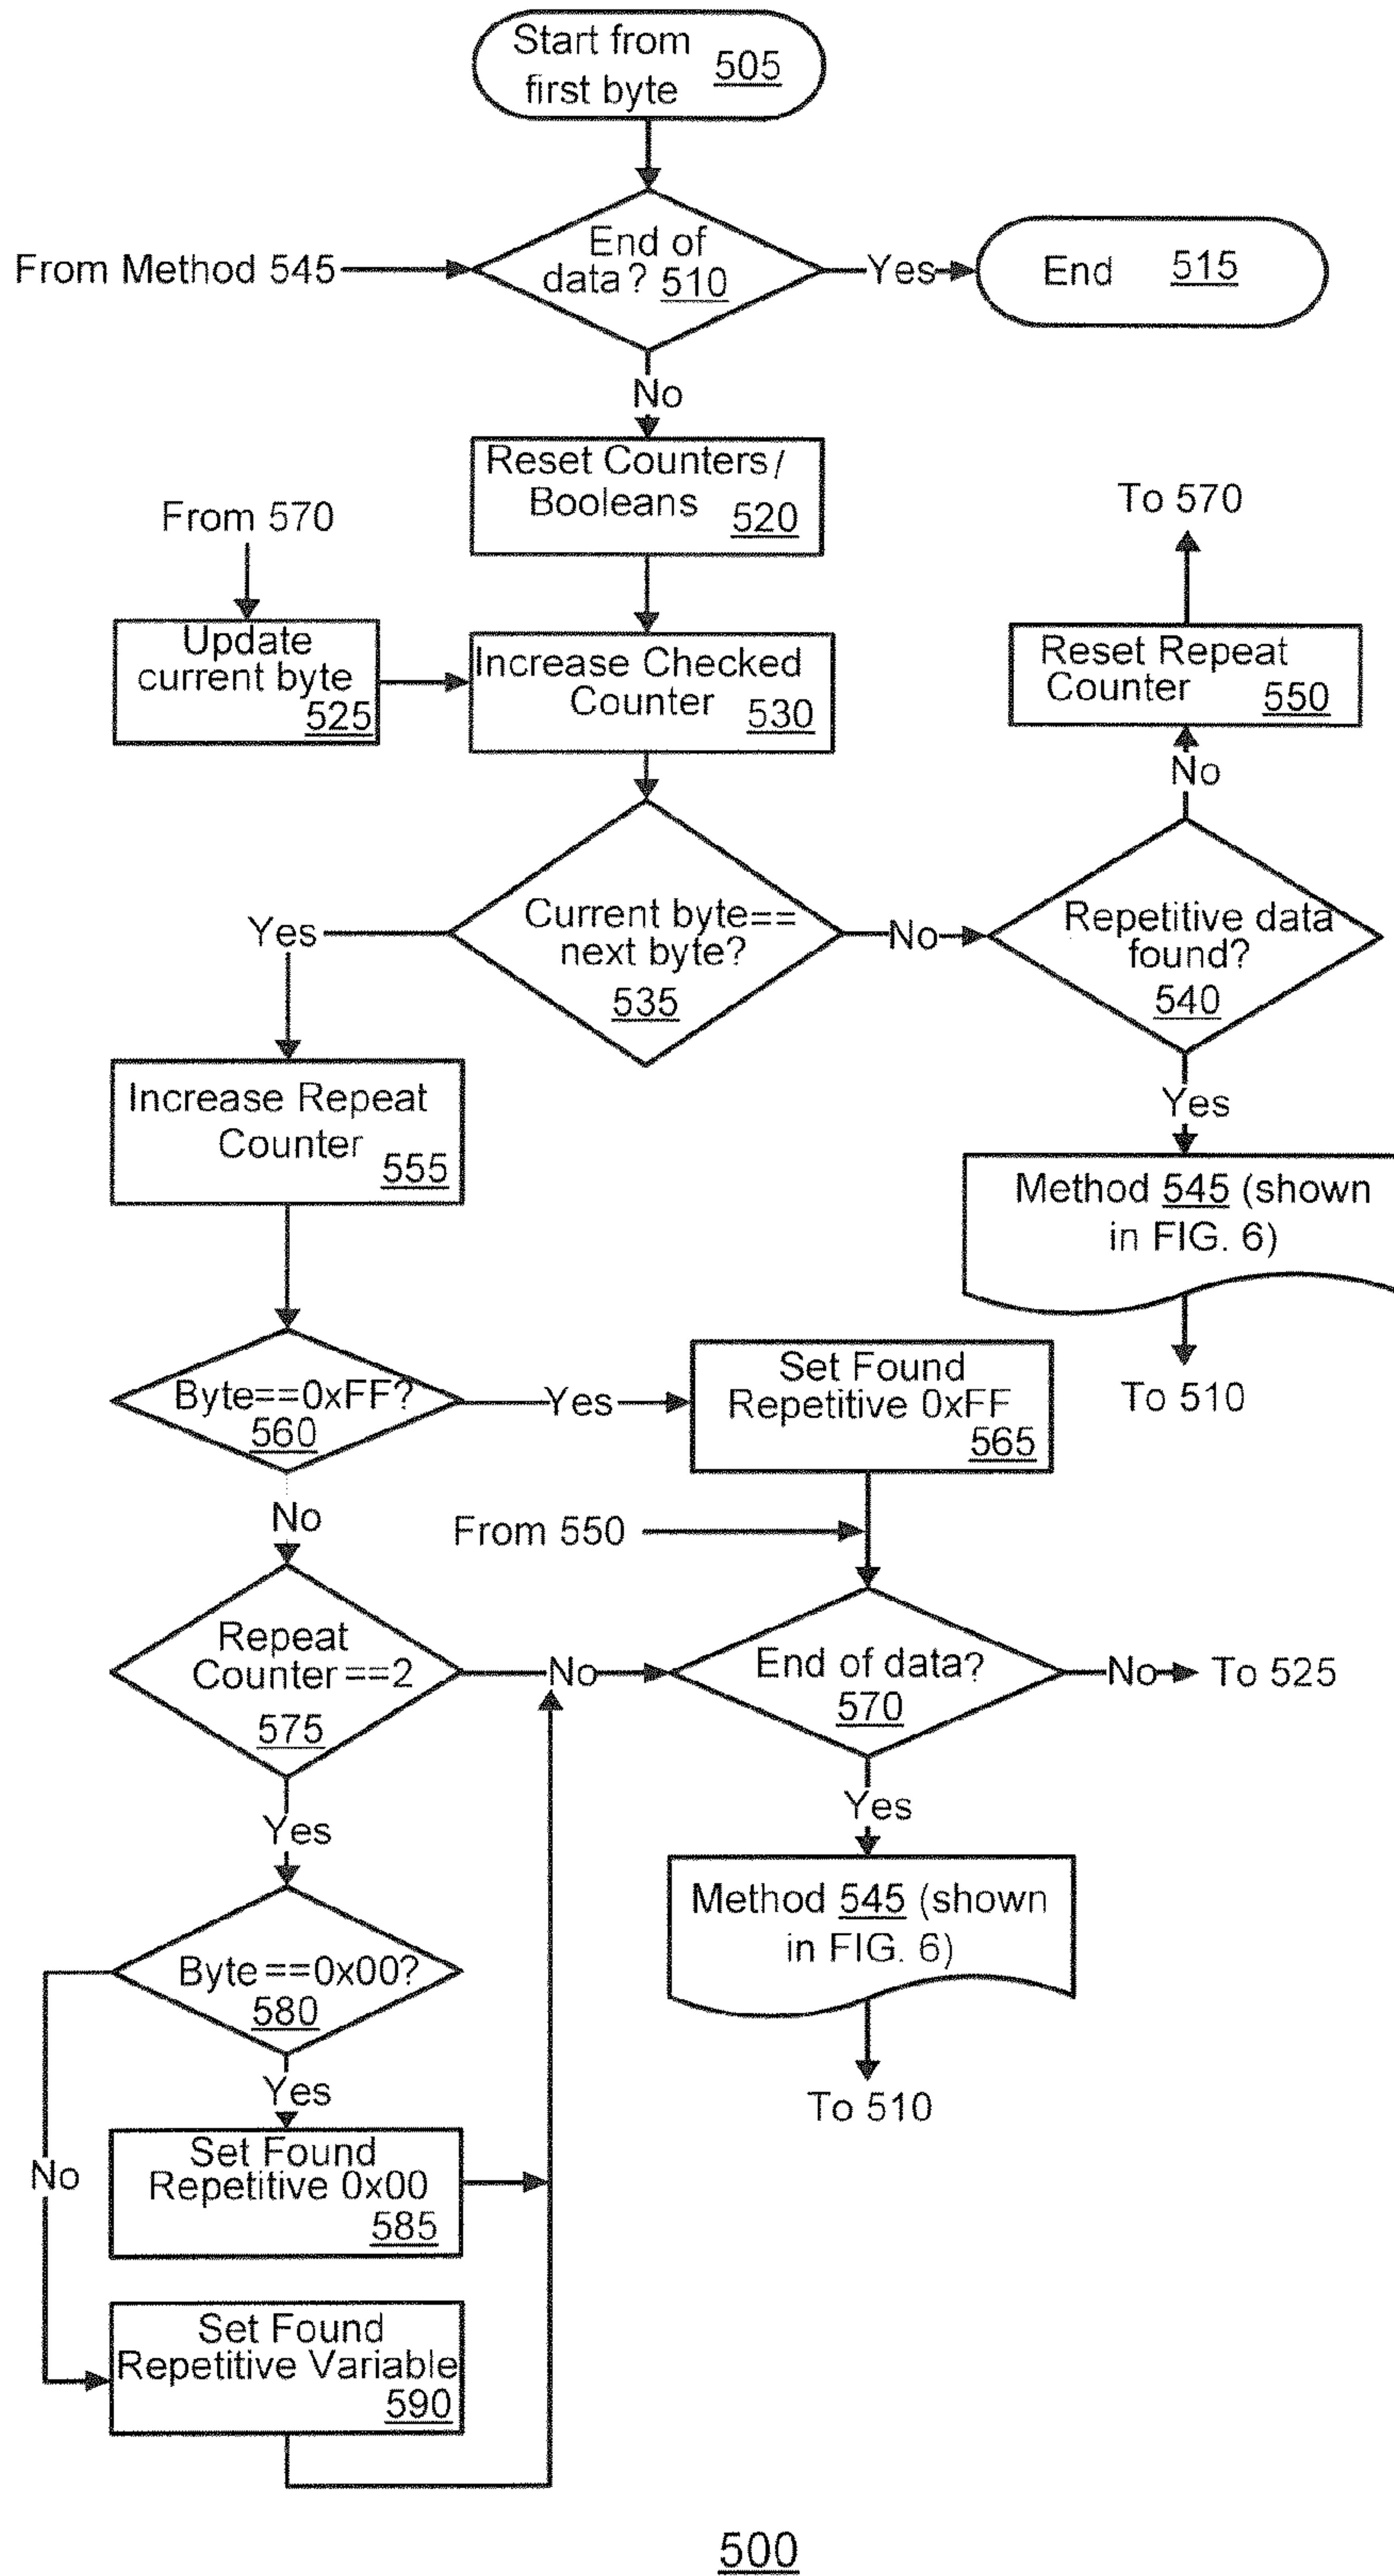 Start from
first byte 505
From Method 545
End of
data? 510
Yes
End 515
No
Reset Counters/
Booleans 520
From 570
To 570
Update
current byte
525
Increase Checked
Counter 530
Reset Repeat
Counter 550
No
Yes
Current byte==
next byte?
535
No
Repetitive data
found?
540
Yes
Increase Repeat
Counter
555
Method 545 (shown
in FIG. 6)
To 510
Byte==0xFF?
560
Yes
Set Found
Repetitive 0xFF
565
No
From 550
Repeat
Counter==2
575
No
End of data?
570
No
To 525
Yes
Yes
Byte==0x00?
580
Method 545 (shown
in FIG. 6)
To 510
Yes
No
Set Found
Repetitive 0x00
585
Set Found
Repetitive Variable
590
500